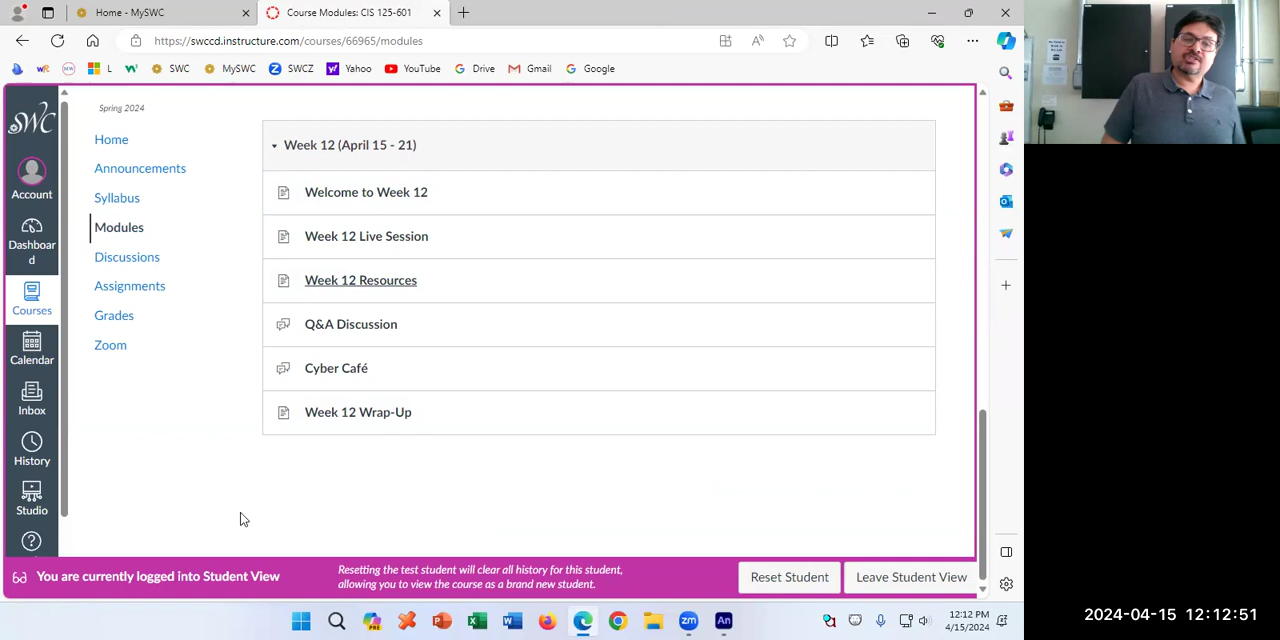 Home - MySWC
Course Modules: CIS 125-601
https://swccd.instructure.com/courses/66965/modules
L
SWC
MySWC
SWCZ
Yahoo
YouTube
Drive
Gmail
Google
SWC
Account
Dashboar
d
Courses
Calendar
Inbox
History
Studio
Spring 2024
Home
Announcements
Syllabus
Modules
Discussions
Assignments
Grades
Zoom
Week 12 (April 15 - 21)
Welcome to Week 12
Week 12 Live Session
Week 12 Resources
Q&A Discussion
Cyber Café
Week 12 Wrap-Up
You are currently logged into Student View
Resetting the test student will clear all history for this student,
allowing you to view the course as a brand new student.
Reset Student
Leave Student View
12:12 PM
4/15/2024
2024-04-15 12:12:51